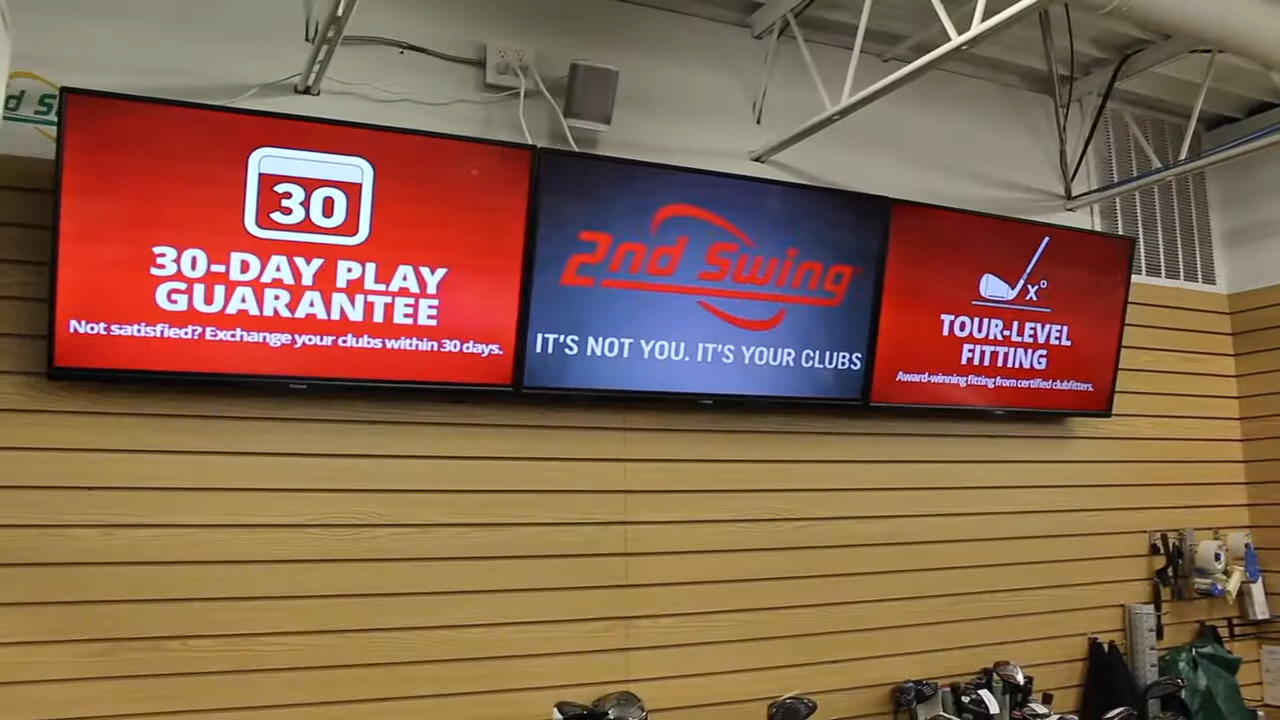 d S
30
30-DAY PLAY
GUARANTEE
Not satisfied? Exchange your clubs within 30 days.
2nd Swing
IT'S NOT YOU. IT'S YOUR CLUBS
X°
TOUR-LEVEL
FITTING
Award-winning fitting from certified clubfitters.